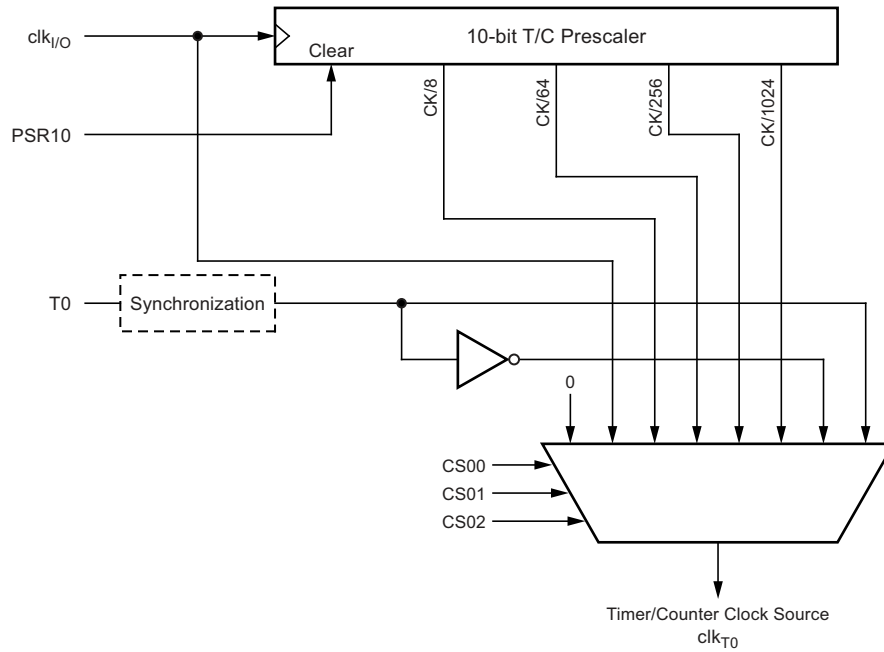 clkI/O
10-bit T/C Prescaler
Clear
PSR10
CK/8
CK/64
CK/256
CK/1024
T0
Synchronization
0
CS00
CS01
CS02
Timer/Counter Clock Source
clkT0